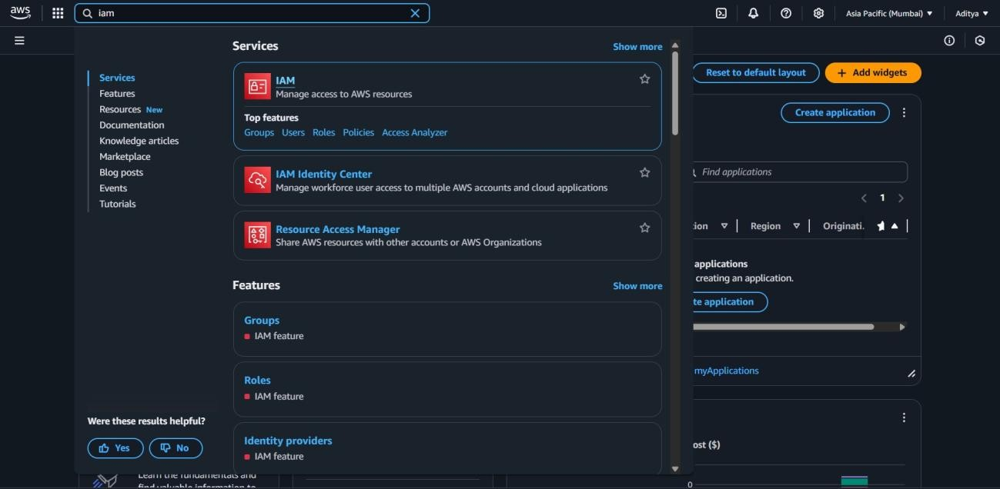 aws
iam
Asia Pacific (Mumbai)
Aditya
Services
Features
Resources New
Documentation
Knowledge articles
Marketplace
Blog posts
Events
Tutorials
Were these results helpful?
Yes
No
Services
Show more
IAM
Manage access to AWS resources
Top features
Groups Users Roles Policies Access Analyzer
IAM Identity Center
Manage workforce user access to multiple AWS accounts and cloud applications
Resource Access Manager
Share AWS resources with other accounts or AWS Organizations
Features
Show more
Groups
IAM feature
Roles
IAM feature
Identity providers
IAM feature
Reset to default layout
+ Add widgets
Create application
Find applications
1
tion Region Originati.
applications
creating an application.
te application
myApplications
ost ($)
0
Learn the fundamentals and
find valuable information to